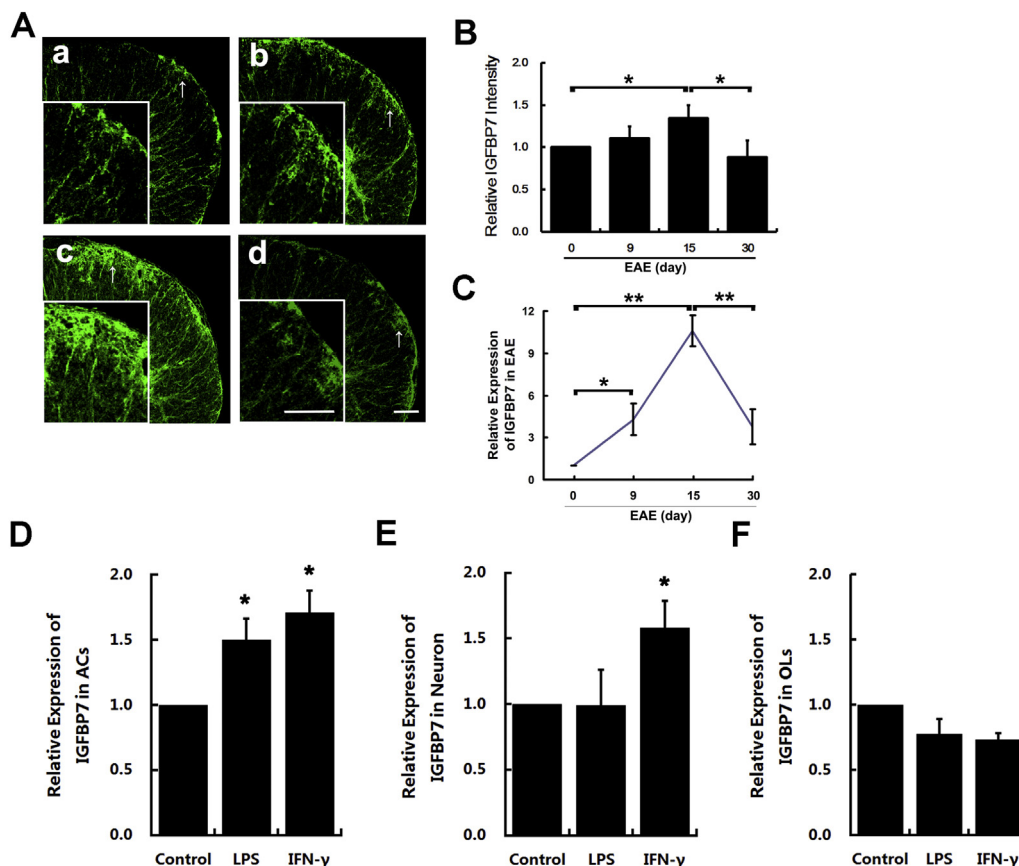 A
a
b
c
d
B
Relative IGFBP7 Intensity
2.0
1.5
1.0
0.5
0.0
*
*
0 9 15 30
EAE (day)
C
Relative Expression
of IGFBP7 in EAE
12
9
6
3
0
**
**
*
0 9 15 30
EAE (day)
D
Relative Expression of
IGFBP7 in ACs
2.0
1.5
1.0
0.5
0.0
*
*
Control LPS IFN-γ
E
Relative Expression of
IGFBP7 in Neuron
2.0
1.5
1.0
0.5
0.0
*
Control LPS IFN-γ
F
Relative Expression of
IGFBP7 in OLs
2.0
1.5
1.0
0.5
0.0
Control LPS IFN-γ